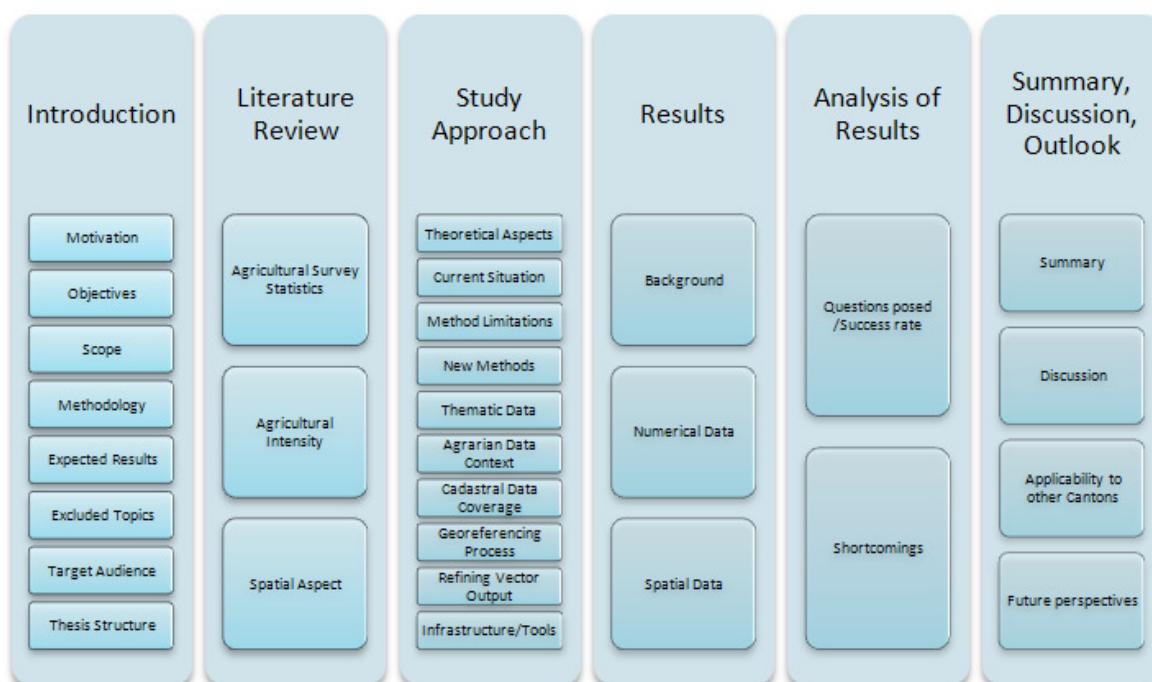 Introduction
Motivation
Objectives
Scope
Methodology
Expected Results
Excluded Topics
Target Audience
Thesis Structure
Literature
Review
Agricultural Survey
Statistics
Agricultural
Intensity
Spatial Aspect
Study
Approach
Theoretical Aspects
Current Situation
Method Limitations
New Methods
Thematic Data
Agrarian Data
Context
Cadastral Data
Coverage
Georeferencing
Process
Refining Vector
Output
Infrastructure/Tools
Results
Background
Numerical Data
Spatial Data
Analysis of
Results
Questions posed
/Success rate
Shortcomings
Summary,
Discussion,
Outlook
Summary
Discussion
Applicability to
other Cantons
Future perspectives